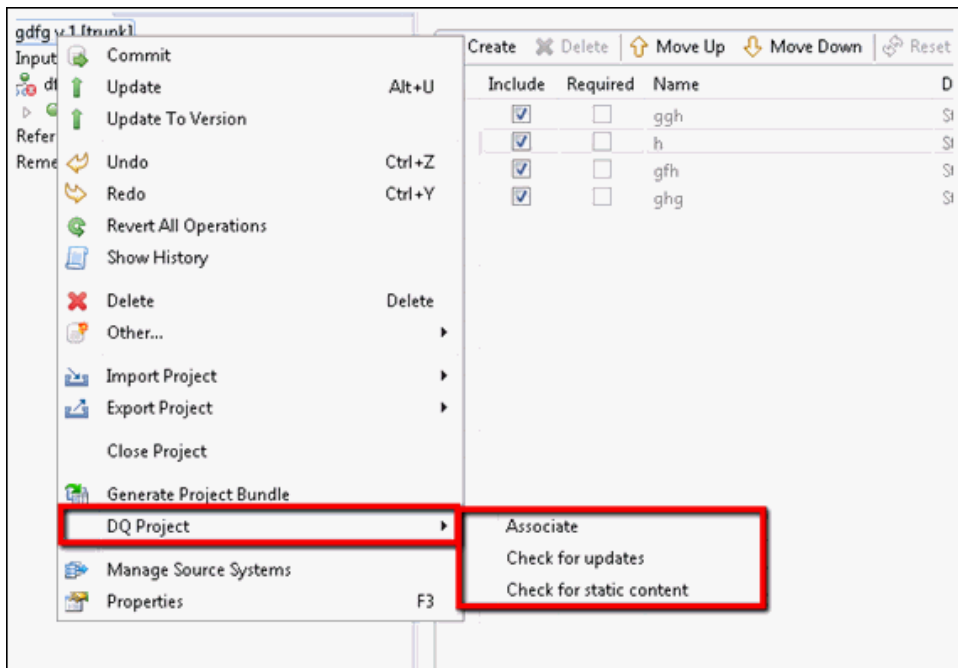 gdfg v.1 [trunk]
Input
Refer
Reme
Commit
Update Alt+U
Update To Version
Undo Ctrl+Z
Redo Ctrl+Y
Revert All Operations
Show History
Delete Delete
Other...
Import Project
Export Project
Close Project
Generate Project Bundle
DQ Project
Manage Source Systems
Properties F3
Associate
Check for updates
Check for static content
Create Delete Move Up Move Down Reset
Include Required Name D
ggh
h
gfh
ghg